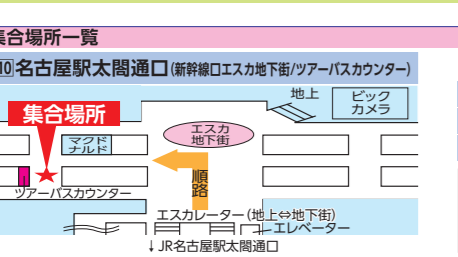 集合場所一覧
10 名古屋駅太閤通口(新幹線口エスカ地下街/ツアーバスカウンター)
地上
ビック
カメラ
集合場所
エスカ
地下街
マクド
ナルド
順路
ツアーバスカウンター
エスカレーター(地上⇔地下街)
エレベーター
↓JR名古屋駅太閤通口